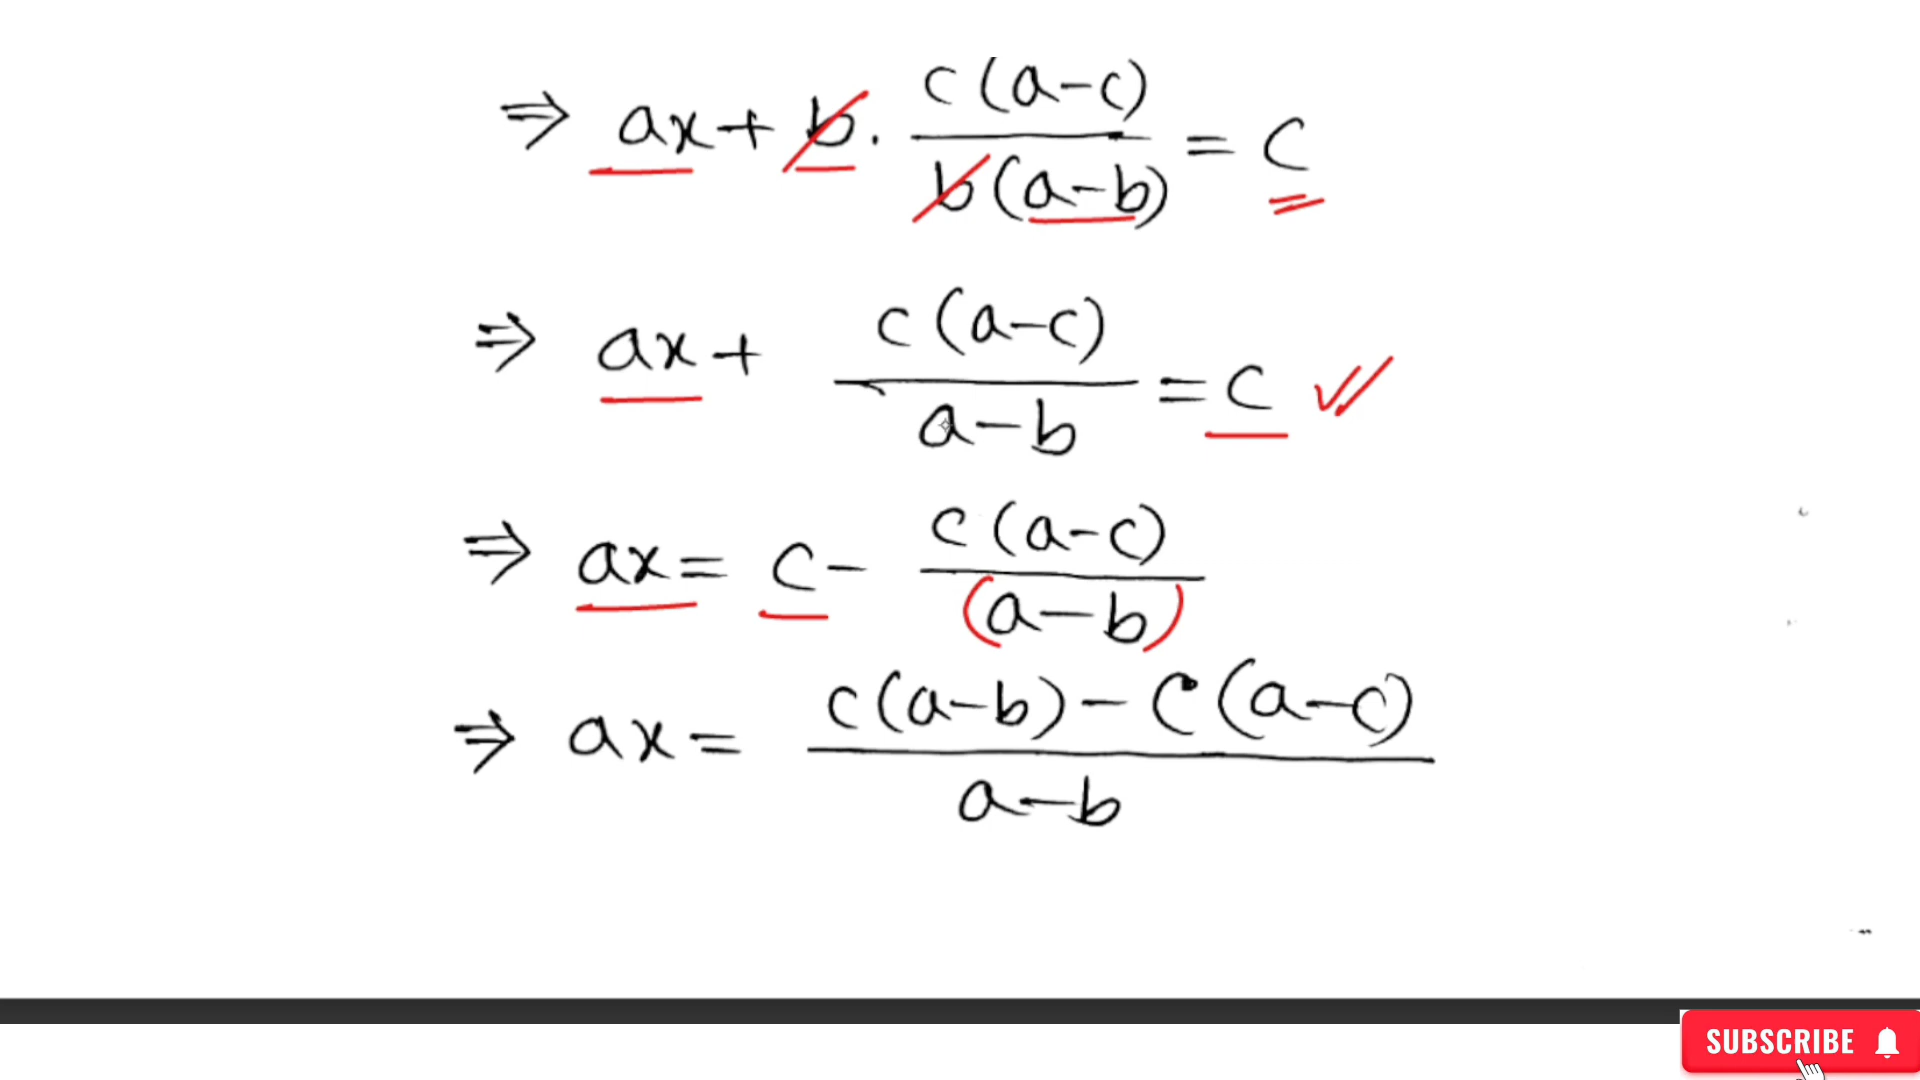 ⇒ ax + b · c(a-c)/b(a-b) = c
⇒ ax + c(a-c)/a-b = c
⇒ ax = c - c(a-c)/(a-b)
⇒ ax = c(a-b) - c(a-c)/a-b
SUBSCRIBE